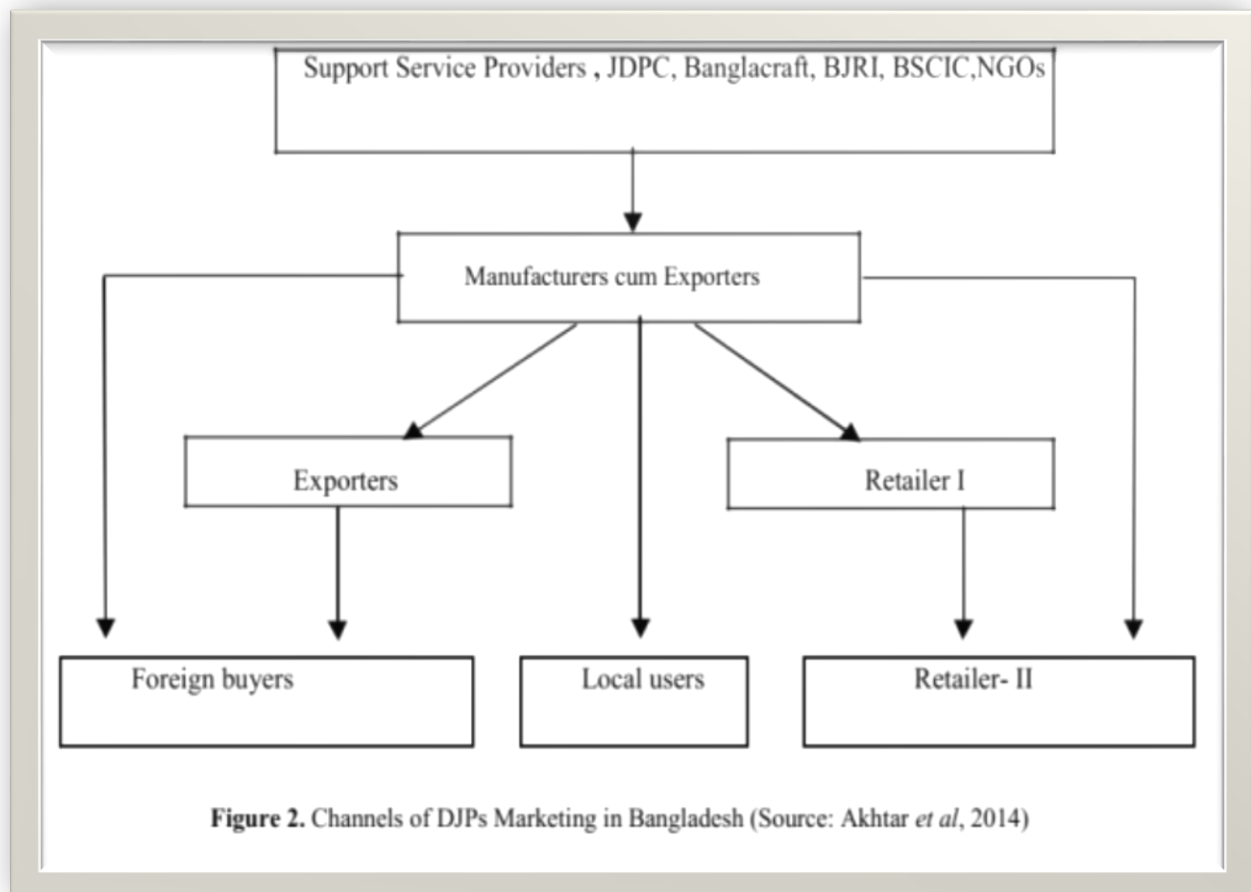 Support Service Providers , JDPC, Banglacraft, BJRI, BSCIC,NGOs
Manufacturers cum Exporters
Exporters
Retailer I
Foreign buyers
Local users
Retailer- II
Figure 2. Channels of DJPs Marketing in Bangladesh (Source: Akhtar et al, 2014)